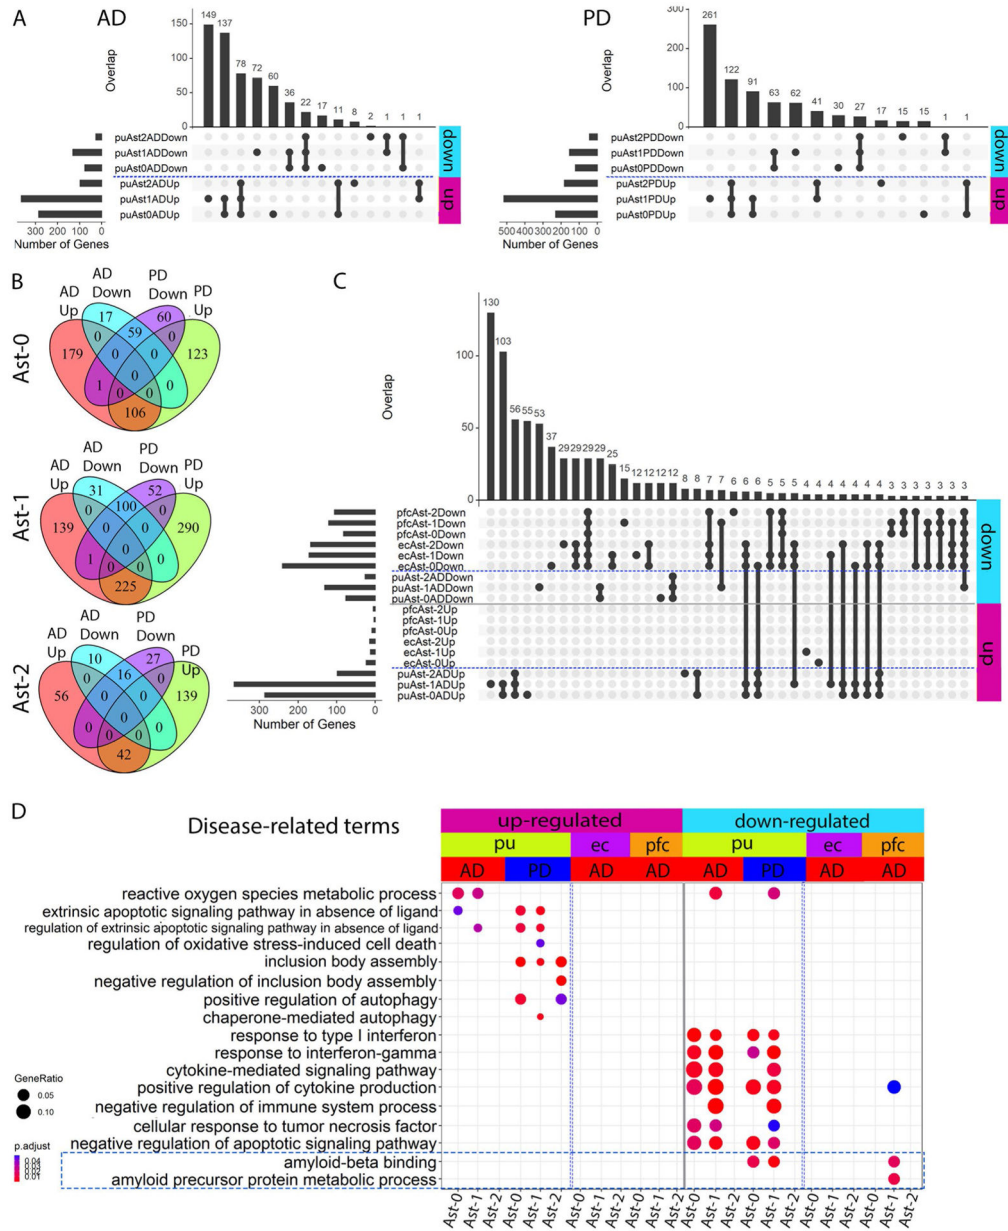 A
AD
PD
Overlap
150
100
50
0
149
137
78
72
60
36
22
17
11
8
2
1
1
1
puAst2ADDown
puAst1ADDown
puAst0ADDown
puAst2ADUp
puAst1ADUp
puAst0ADUp
down
up
300 200 100 0
Number of Genes
Overlap
300
200
100
0
261
122
91
63
62
41
30
27
17
15
15
1
1
puAst2PDDown
puAst1PDDown
puAst0PDDown
puAst2PDUp
puAst1PDUp
puAst0PDUp
down
up
500 400 300 200 100 0
Number of Genes
B
Ast-0
AD Up
AD Down
PD Down
PD Up
17
60
0
59
0
179
0
0
123
0
1
0
0
0
106
Ast-1
AD Up
AD Down
PD Down
PD Up
31
52
0
100
0
139
0
0
290
0
1
0
0
0
225
Ast-2
AD Up
AD Down
PD Down
PD Up
10
27
0
16
0
56
0
0
139
0
0
0
0
0
42
C
Overlap
100
50
0
130
103
56
55
53
37
29
29
29
29
25
15
12
12
12
12
8
8
7
7
6
6
6
6
5
5
4
4
4
4
4
4
4
3
3
3
3
3
3
3
pfcAst-2Down
pfcAst-1Down
pfcAst-0Down
ecAst-2Down
ecAst-1Down
ecAst-0Down
puAst-2ADDown
puAst-1ADDown
puAst-0ADDown
pfcAst-2Up
pfcAst-1Up
pfcAst-0Up
ecAst-2Up
ecAst-1Up
ecAst-0Up
puAst-2ADUp
puAst-1ADUp
puAst-0ADUp
down
up
300 200 100 0
Number of Genes
D
Disease-related terms
up-regulated
down-regulated
pu
ec
pfc
pu
ec
pfc
AD
PD
AD
AD
AD
PD
AD
AD
reactive oxygen species metabolic process
extrinsic apoptotic signaling pathway in absence of ligand
regulation of extrinsic apoptotic signaling pathway in absence of ligand
regulation of oxidative stress-induced cell death
inclusion body assembly
negative regulation of inclusion body assembly
positive regulation of autophagy
chaperone-mediated autophagy
response to type I interferon
response to interferon-gamma
cytokine-mediated signaling pathway
positive regulation of cytokine production
negative regulation of immune system process
cellular response to tumor necrosis factor
negative regulation of apoptotic signaling pathway
amyloid-beta binding
amyloid precursor protein metabolic process
GeneRatio
0.05
0.10
p.adjust
0.04
0.03
0.02
0.01
Ast-0
Ast-1
Ast-2
Ast-0
Ast-1
Ast-2
Ast-0
Ast-1
Ast-2
Ast-0
Ast-1
Ast-2
Ast-0
Ast-1
Ast-2
Ast-0
Ast-1
Ast-2
Ast-0
Ast-1
Ast-2
Ast-0
Ast-1
Ast-2